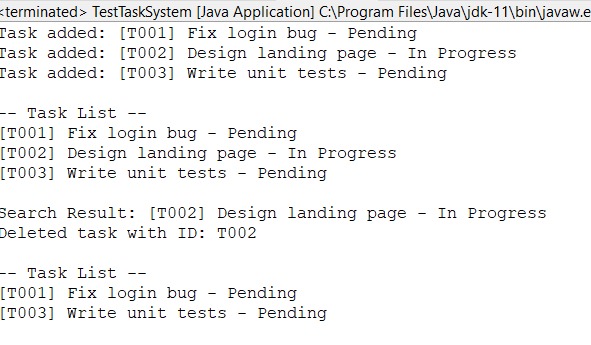 <terminated> TestTaskSystem [Java Application] C:\Program Files\Java\jdk-11\bin\javaw.e
Task added: [T001] Fix login bug - Pending
Task added: [T002] Design landing page - In Progress
Task added: [T003] Write unit tests - Pending

-- Task List --
[T001] Fix login bug - Pending
[T002] Design landing page - In Progress
[T003] Write unit tests - Pending

Search Result: [T002] Design landing page - In Progress
Deleted task with ID: T002

-- Task List --
[T001] Fix login bug - Pending
[T003] Write unit tests - Pending